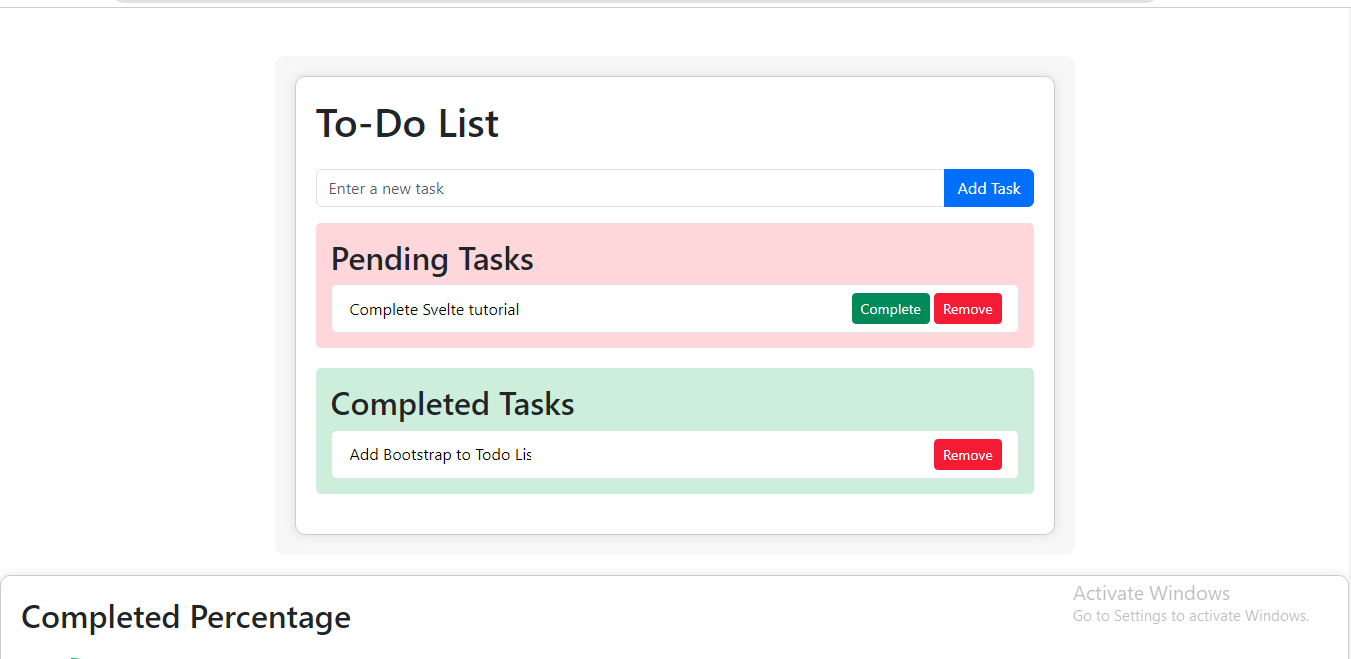 To-Do List
Enter a new task
Add Task
Pending Tasks
Complete Svelte tutorial
Complete
Remove
Completed Tasks
Add Bootstrap to Todo Lis
Remove
Completed Percentage
Activate Windows
Go to Settings to activate Windows.